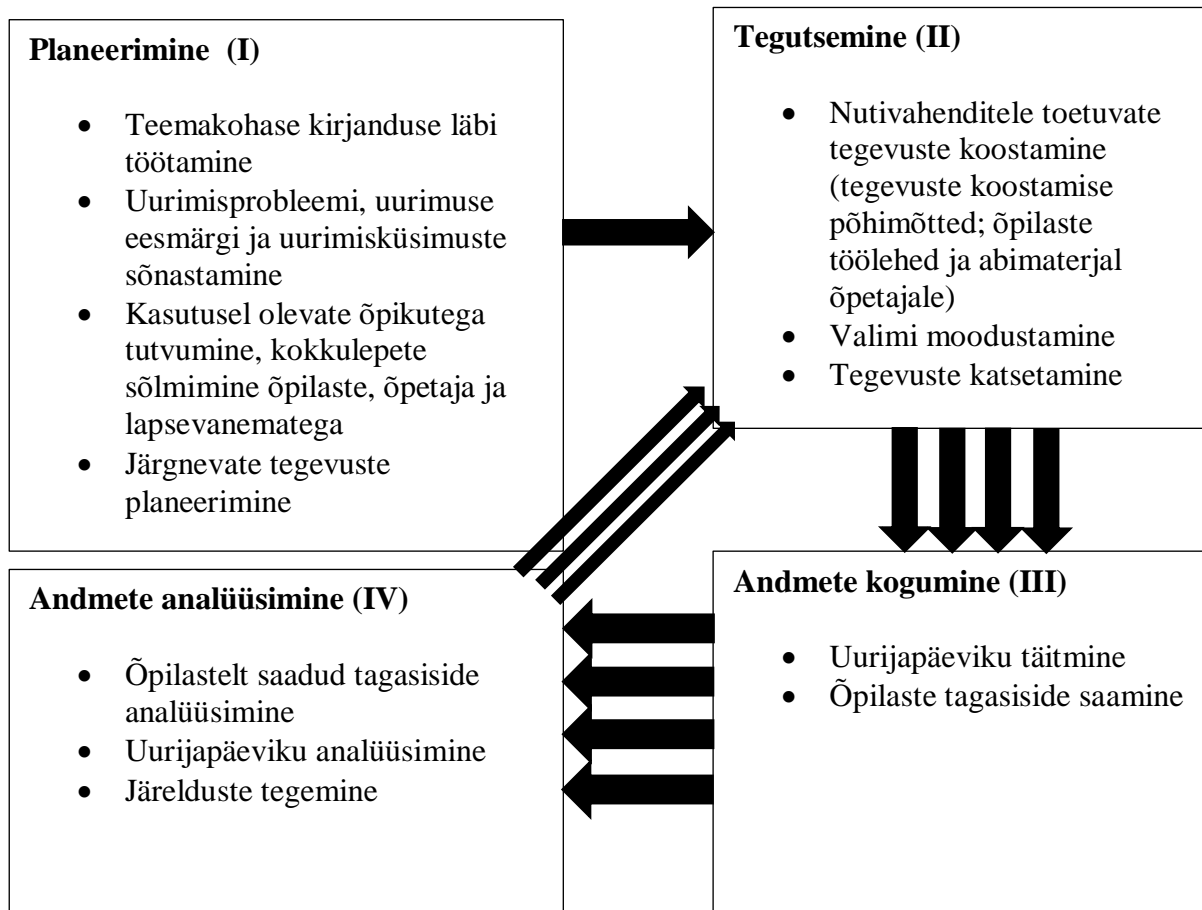 Planeerimine (I)
• Teemakohase kirjanduse läbi
töötamine
• Uurimisprobleemi, uurimuse
eesmärgi ja uurimisküsimuste
sõnastamine
• Kasutusel olevate õpikutega
tutvumine, kokkulepete
sõlmimine õpilaste, õpetaja ja
lapsevanematega
• Järgnevate tegevuste
planeerimine
Tegutsemine (II)
• Nutivahenditele toetuvate
tegevuste koostamine
(tegevuste koostamise
põhimõtted; õpilaste
töölehed ja abimaterjal
õpetajale)
• Valimi moodustamine
• Tegevuste katsetamine
Andmete kogumine (III)
• Uurijapäeviku täitmine
• Õpilaste tagasiside saamine
Andmete analüüsimine (IV)
• Õpilastelt saadud tagasiside
analüüsimine
• Uurijapäeviku analüüsimine
• Järelduste tegemine